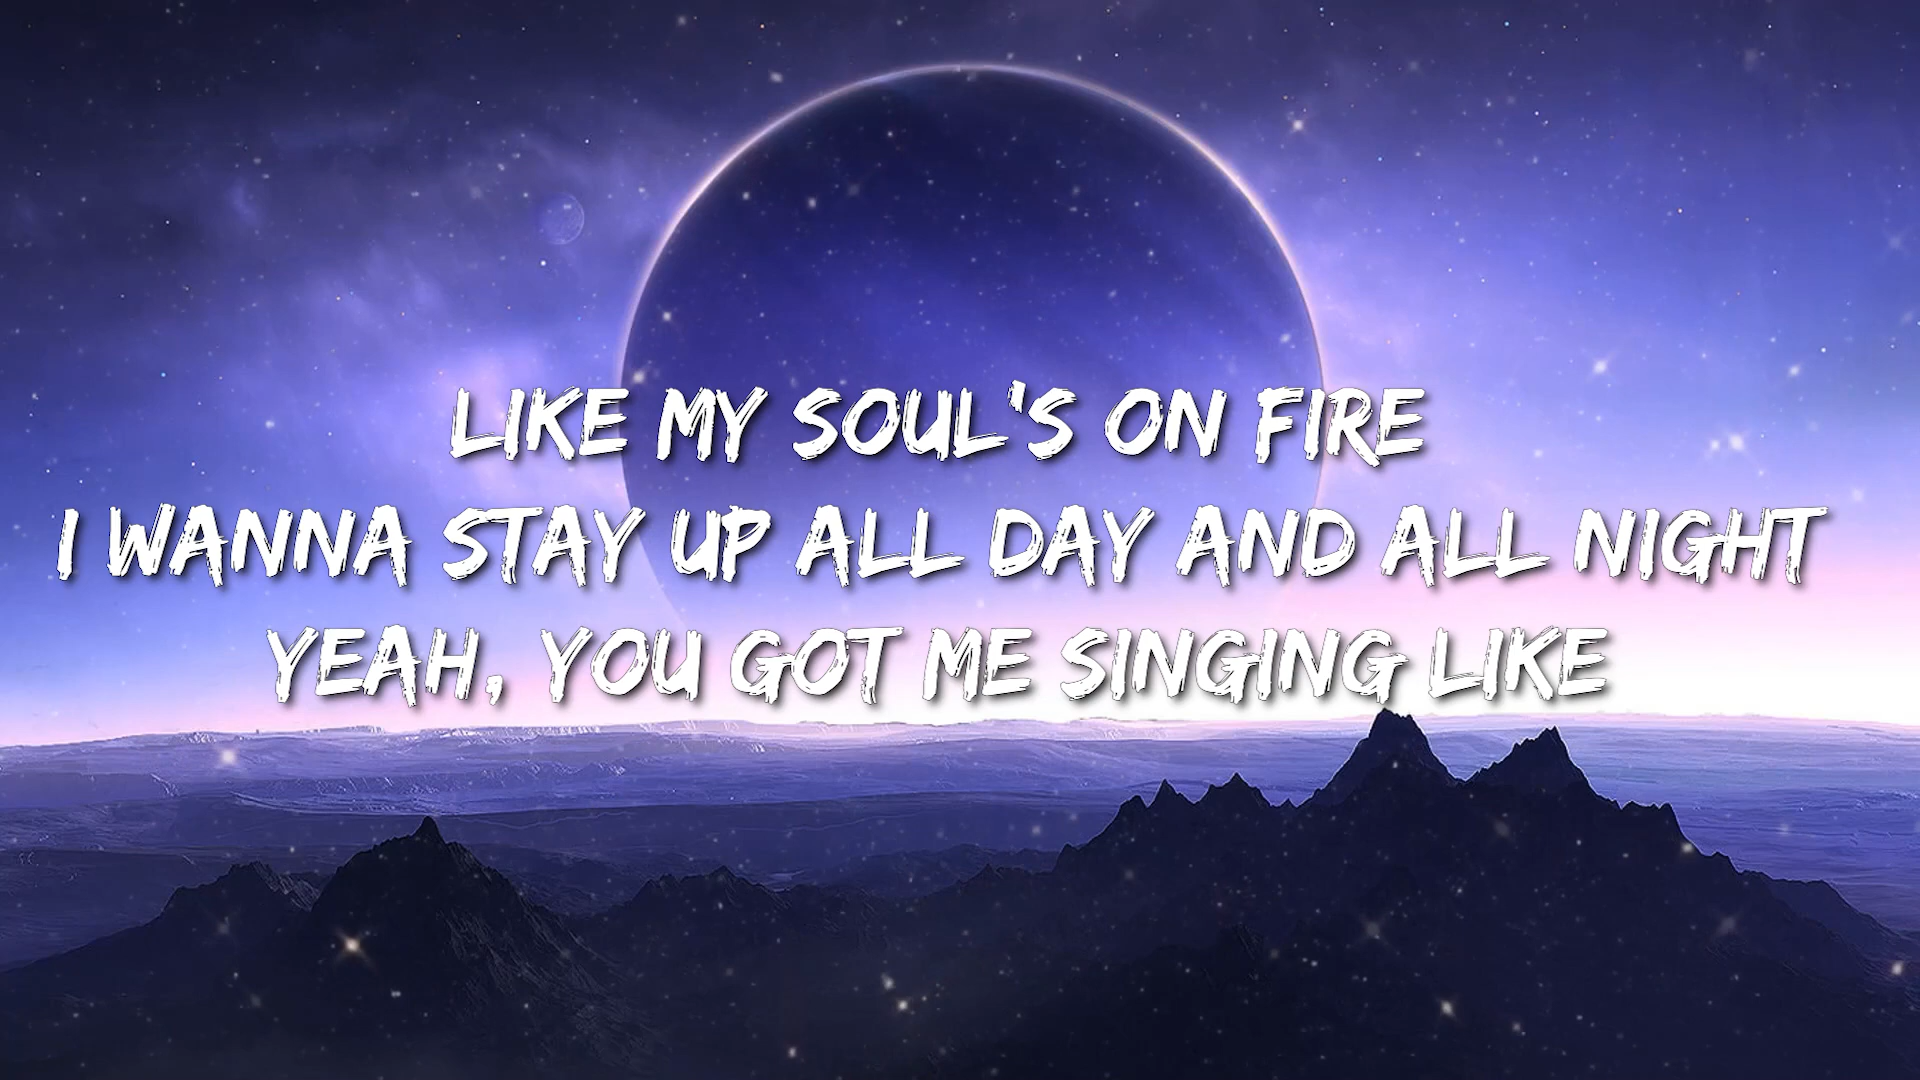 LIKE MY SOUL'S ON FIRE
I WANNA STAY UP ALL DAY AND ALL NIGHT
YEAH, YOU GOT ME SINGING LIKE